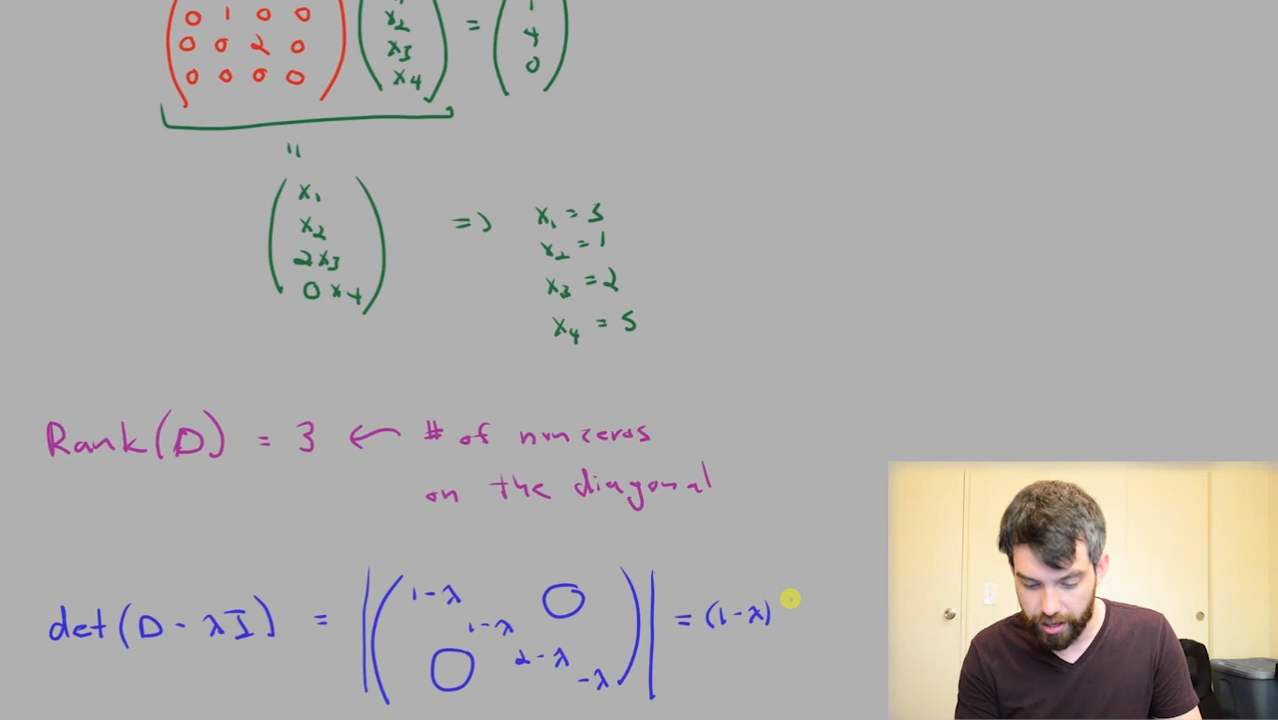 0 1 0 0 x2
0 0 2 0 x3 = 4
0 0 0 0 x4 0
"
x1
x2 => x1 = 3
2x3 x2 = 1
0x4 x3 = 2
x4 = 5
Rank(D) = 3 ← # of nonzeros
on the diagonal
det(D - λI) = |(1-λ 0
1-λ
0 2-λ
-λ)| = (1-λ)